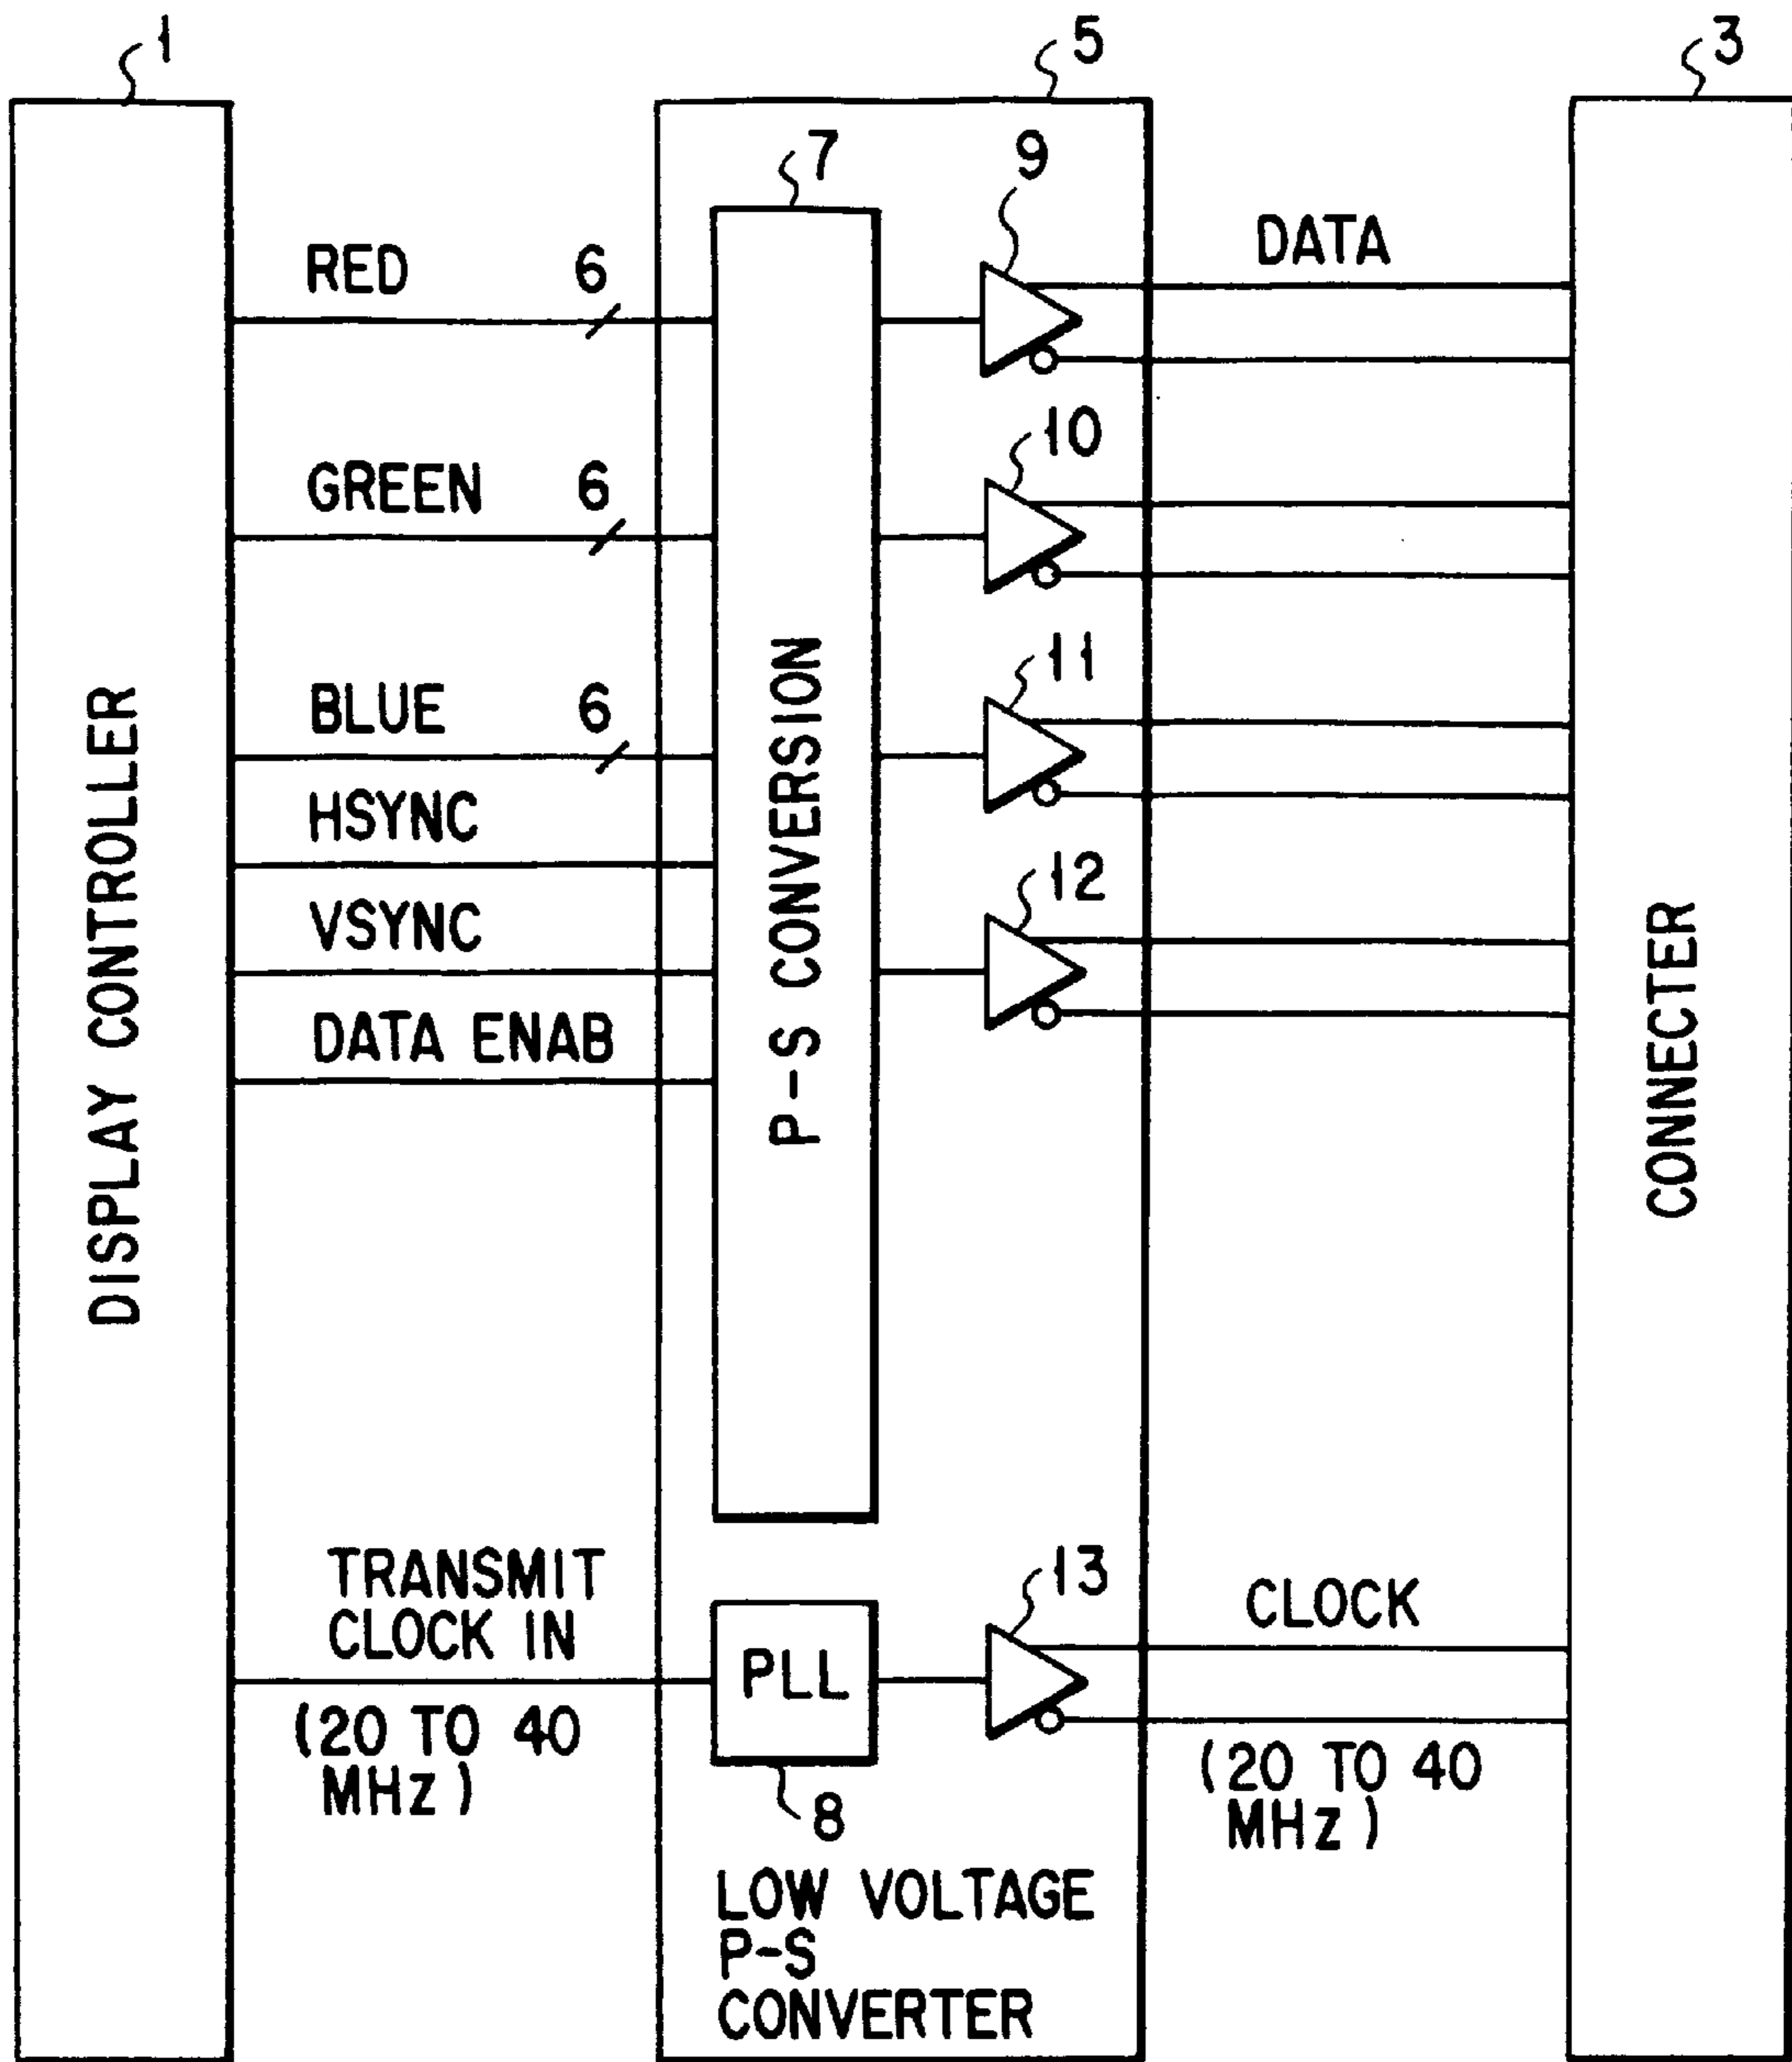 1
5
3
7
9
RED 6
DATA
10
GREEN 6
11
BLUE 6
HSYNC
12
VSYNC
DATA ENAB
DISPLAY CONTROLLER
P-S CONVERSION
CONNECTER
TRANSMIT
CLOCK IN
(20 TO 40
MHz)
PLL
13
CLOCK
(20 TO 40
MHz)
8
LOW VOLTAGE
P-S
CONVERTER